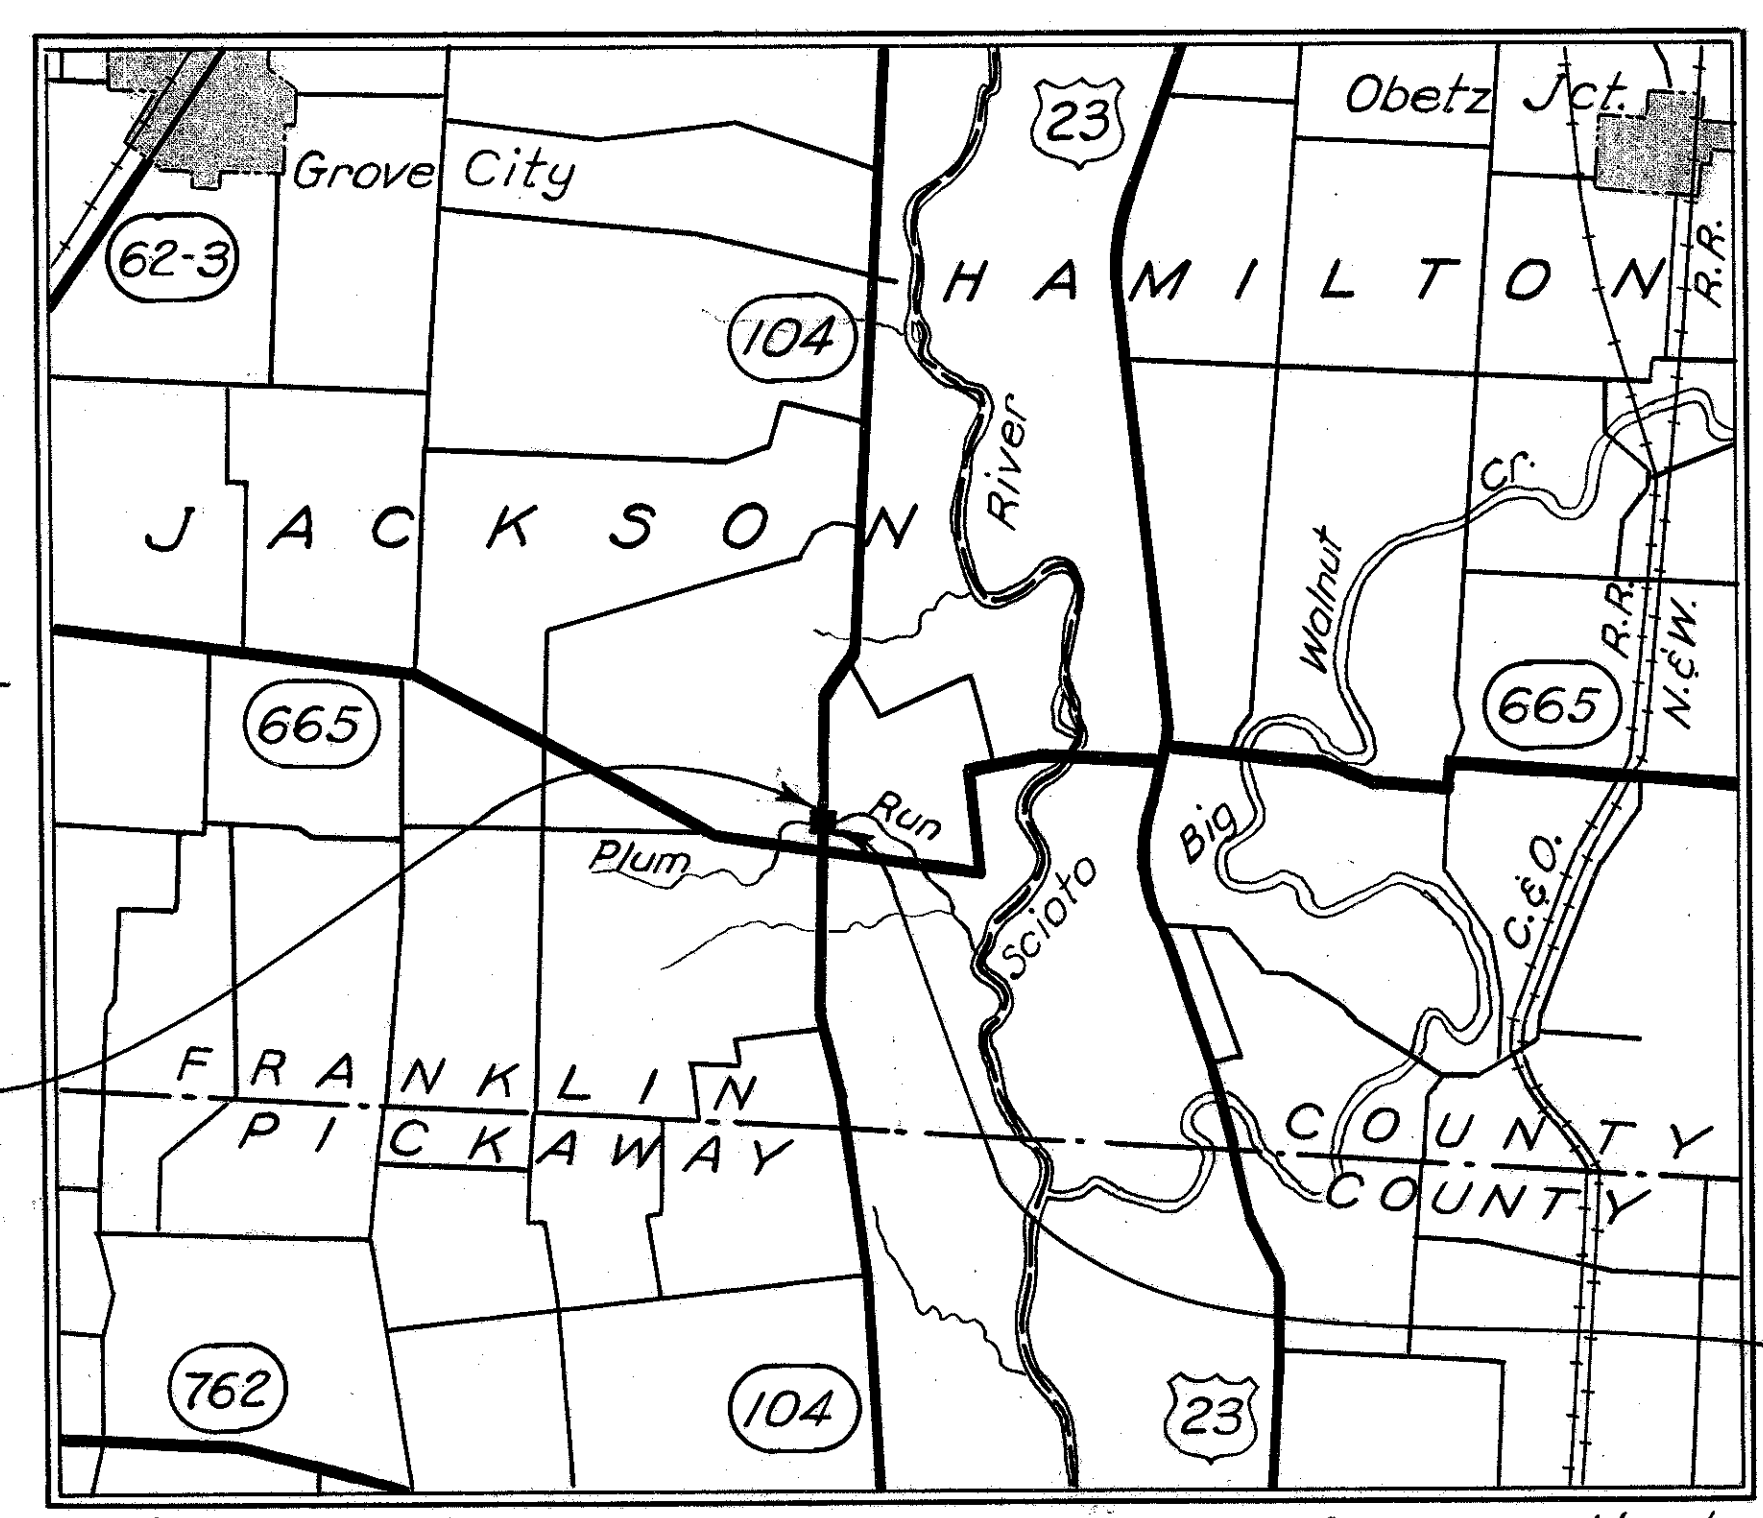 Obetz Jct.
23
Grove City
62-3
R.R.
HAMILTON
104
River
Cr.
JACKSON
Walnut
R.R.
N.&W.
665
665
Run
Plum
Big
Scioto
C.&O.
FRANKLIN COUNTY
PICKAWAY COUNTY
762
104
23